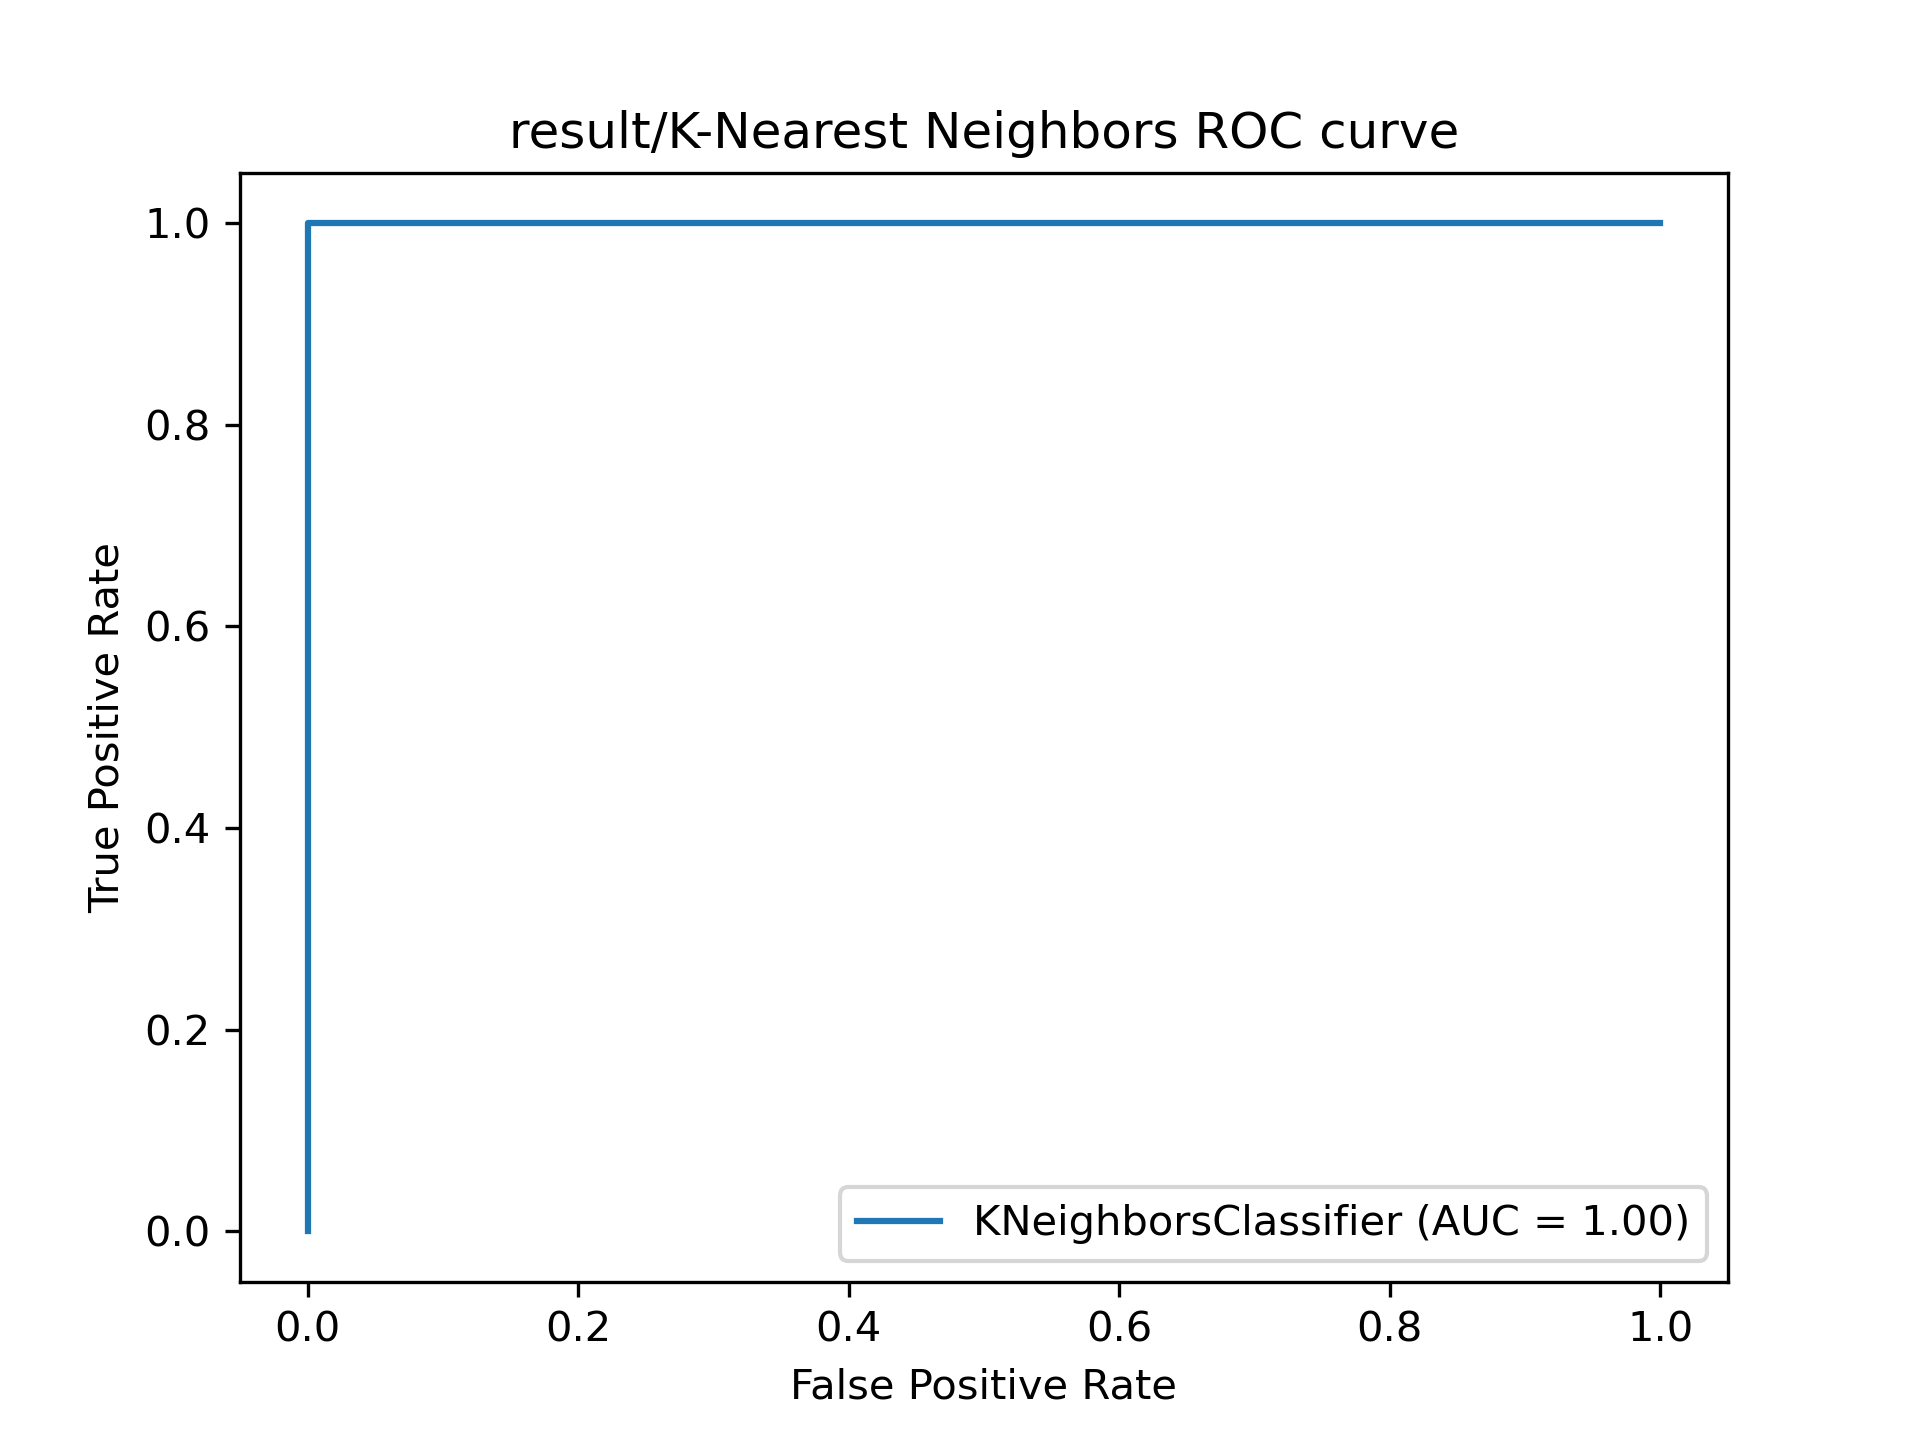 result/K-Nearest Neighbors ROC curve
1.0
0.8
0.6
0.4
0.2
0.0
True Positive Rate
KNeighborsClassifier (AUC = 1.00)
0.0 0.2 0.4 0.6 0.8 1.0
False Positive Rate